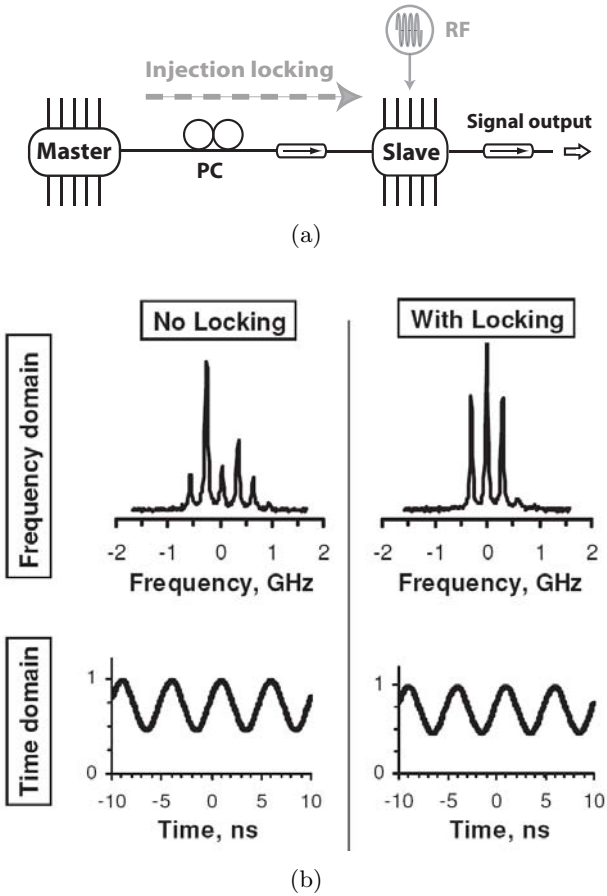 RF
Injection locking
Signal output
Master
PC
Slave
(a)
No Locking
With Locking
Frequency domain
-2 -1 0 1 2
-2 -1 0 1 2
Frequency, GHz
Frequency, GHz
Time domain
1
0
1
0
-10 -5 0 5 10
-10 -5 0 5 10
Time, ns
Time, ns
(b)